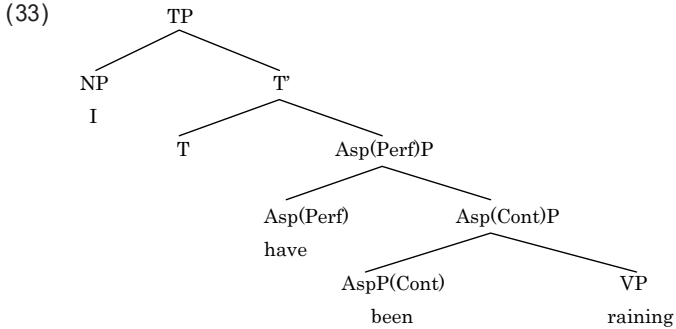 (33)
TP
NP T’
I
T Asp(Perf)P
Asp(Perf) Asp(Cont)P
have
AspP(Cont) VP
been raining